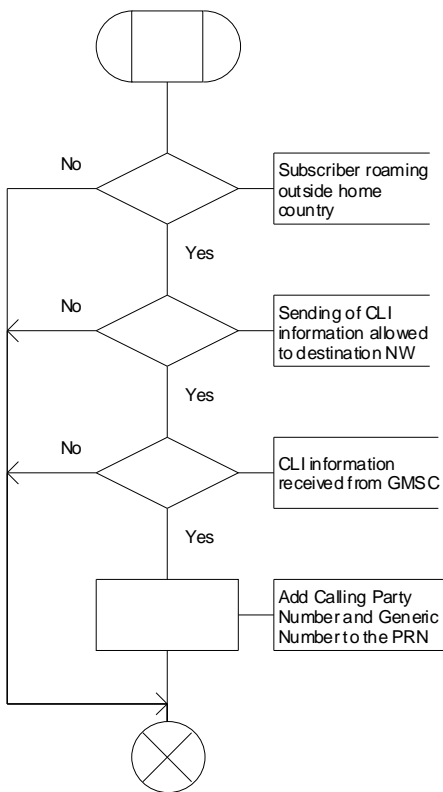 No
Subscriber roaming
outside home
country
Yes
No
Sending of CLI
information allowed
to destination NW
Yes
No
CLI information
received from GMSC
Yes
Add Calling Party
Number and Generic
Number to the PRN